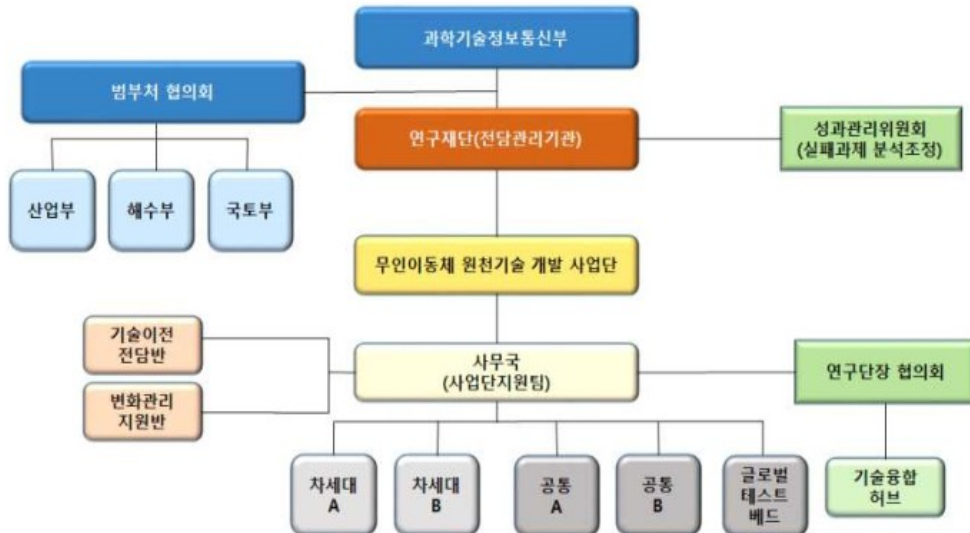 과학기술정보통신부
범부처 협의회
연구재단(전담관리기관)
성과관리위원회
(실패과제 분석조정)
산업부
해수부
국토부
무인이동체 원천기술 개발 사업단
기술이전
전담반
변화관리
지원반
사무국
(사업단지원팀)
연구단장 협의회
차세대
A
차세대
B
공통
A
공통
B
글로벌
테스트
베드
기술융합
허브